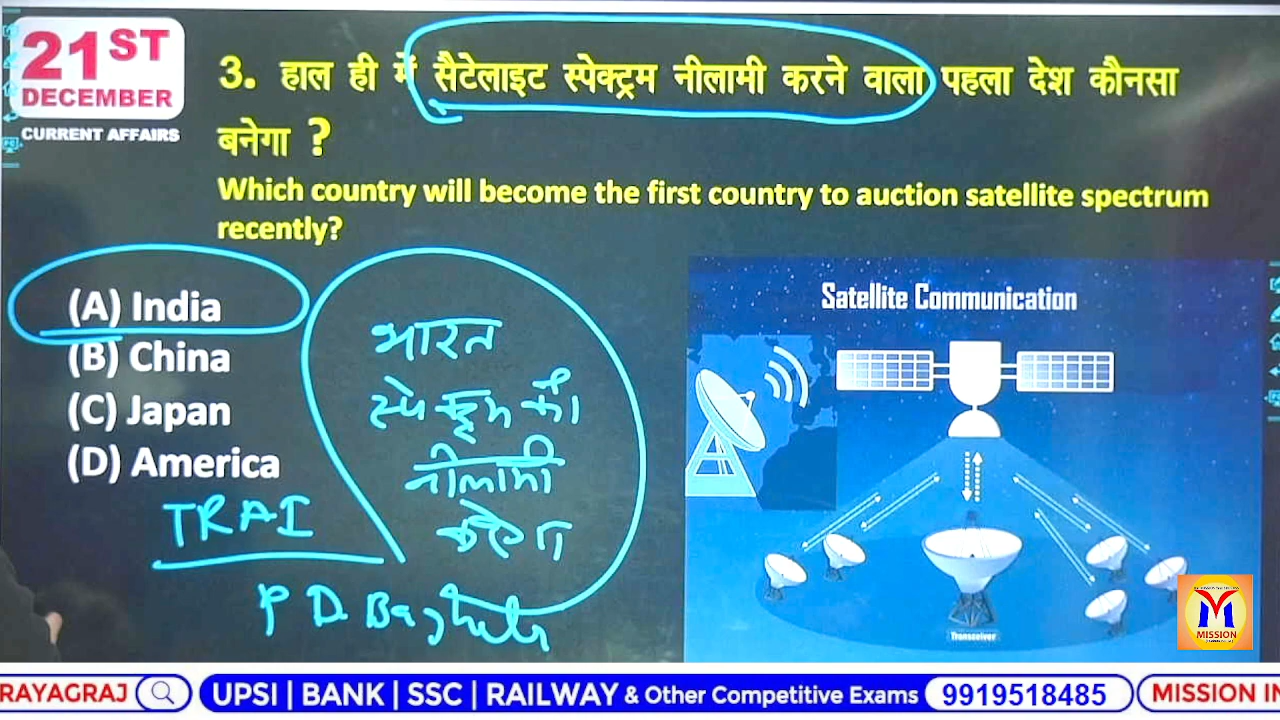 21ST
DECEMBER
CURRENT AFFAIRS
3. हाल ही में सैटेलाइट स्पेक्ट्रम नीलामी करने वाला पहला देश कौनसा
बनेगा ?
Which country will become the first country to auction satellite spectrum
recently?
(A) India
(B) China
(C) Japan
(D) America
भारत
स्पेक्ट्रम की
नीलामी
करेगा
TRAI
P D. Baghela
Satellite Communication
Transceiver
MISSION
RAYAGRAJ
UPSI | BANK | SSC | RAILWAY & Other Competitive Exams
9919518485
MISSION IN